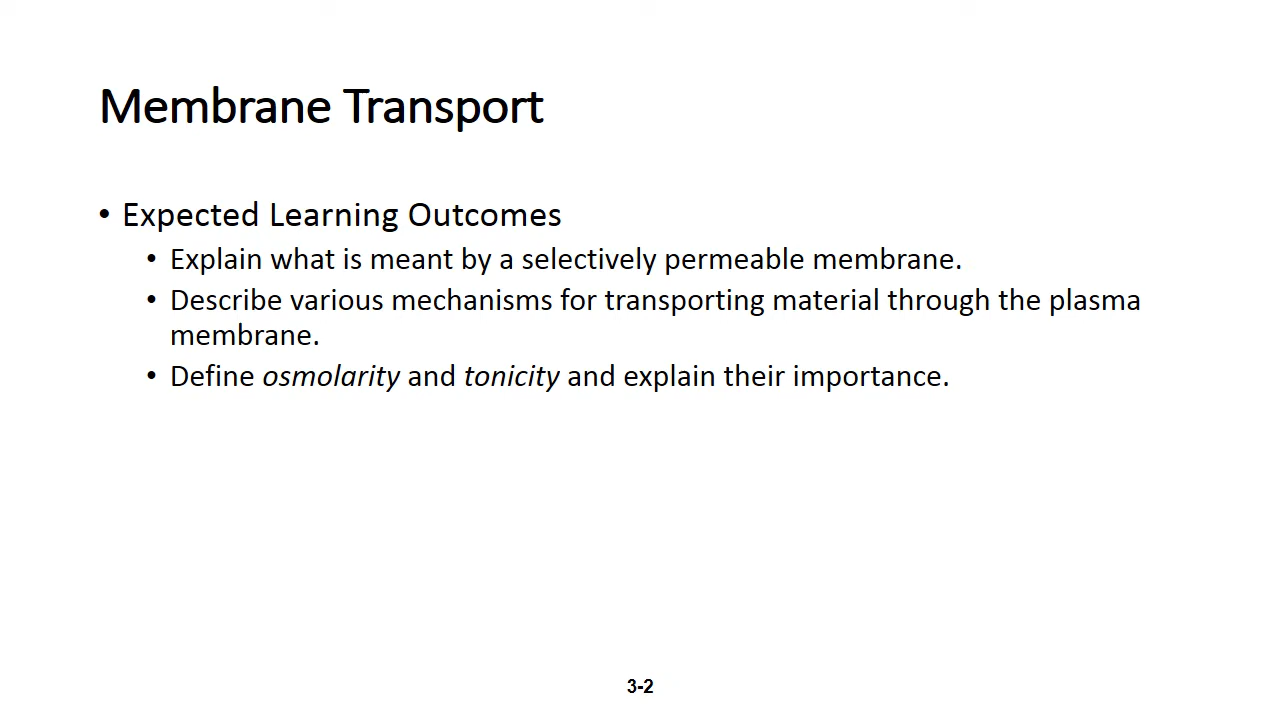 Membrane Transport
• Expected Learning Outcomes
• Explain what is meant by a selectively permeable membrane.
• Describe various mechanisms for transporting material through the plasma
membrane.
• Define osmolarity and tonicity and explain their importance.
3-2